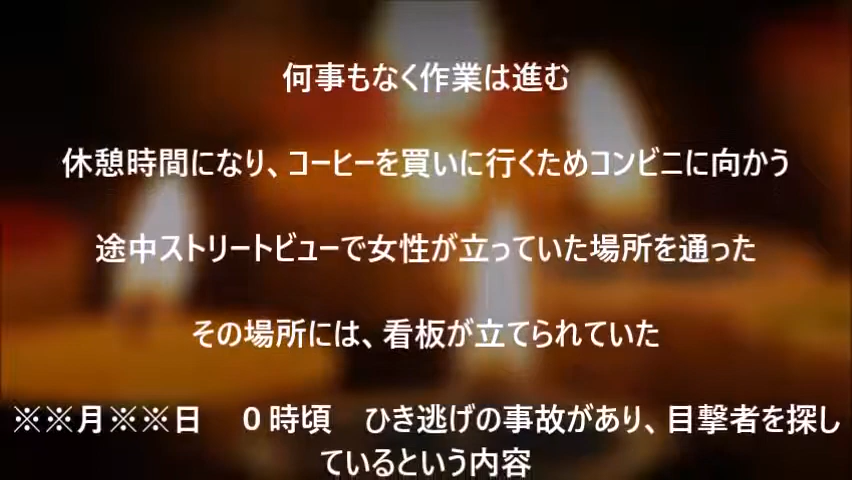 何事もなく作業は進む
休憩時間になり、コーヒーを買いに行くためコンビニに向かう
途中ストリートビューで女性が立っていた場所を通った
その場所には、看板が立てられていた
※※月※※日　０時頃　ひき逃げの事故があり、目撃者を探し
ているという内容